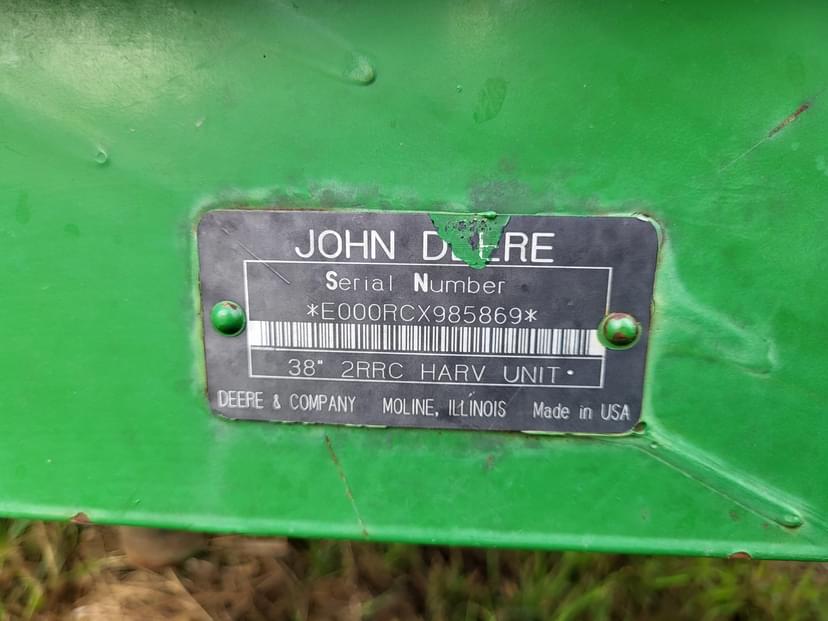 JOHN DEERE
Serial Number
*E000RCX985869*
38" 2RRC HARV UNIT
DEERE & COMPANY MOLINE, ILLINOIS Made in USA